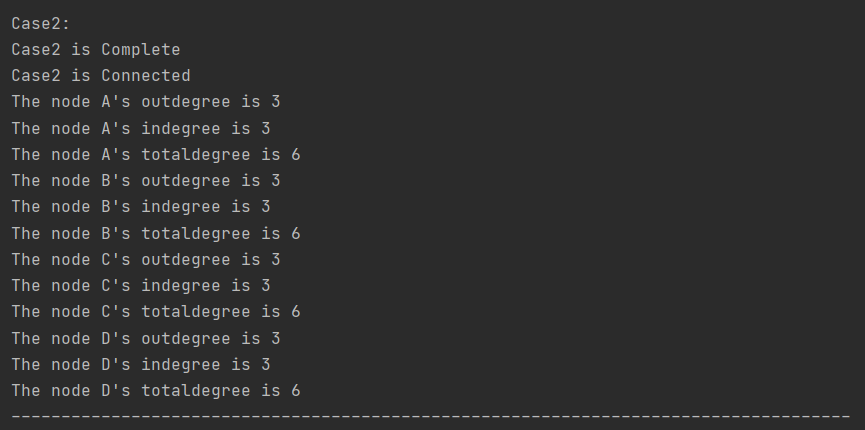 Case2:
Case2 is Complete
Case2 is Connected
The node A's outdegree is 3
The node A's indegree is 3
The node A's totaldegree is 6
The node B's outdegree is 3
The node B's indegree is 3
The node B's totaldegree is 6
The node C's outdegree is 3
The node C's indegree is 3
The node C's totaldegree is 6
The node D's outdegree is 3
The node D's indegree is 3
The node D's totaldegree is 6
------------------------------------------------------------------------------------